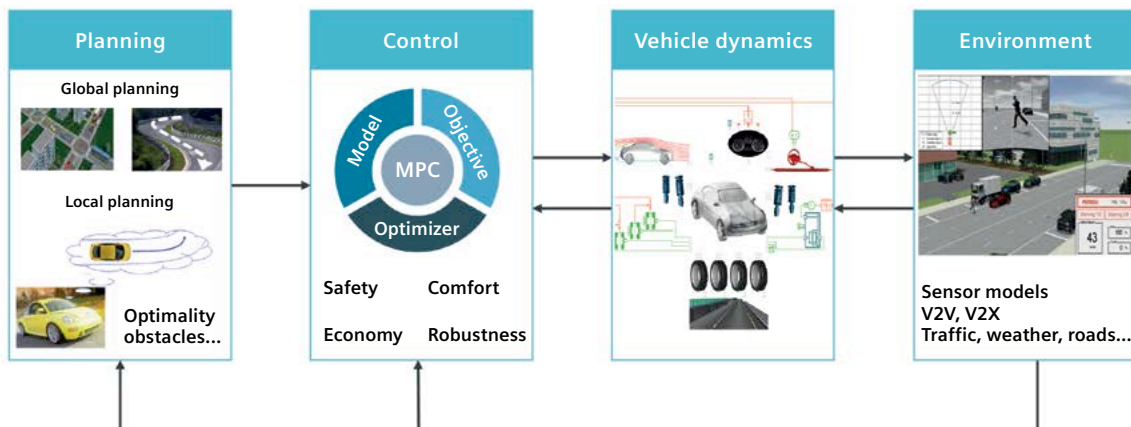 Planning
Global planning
Local planning
Optimality
obstacles...
Control
Model
Objective
MPC
Optimizer
Safety
Comfort
Economy
Robustness
Vehicle dynamics
Environment
43
Sensor models
V2V, V2X
Traffic, weather, roads...